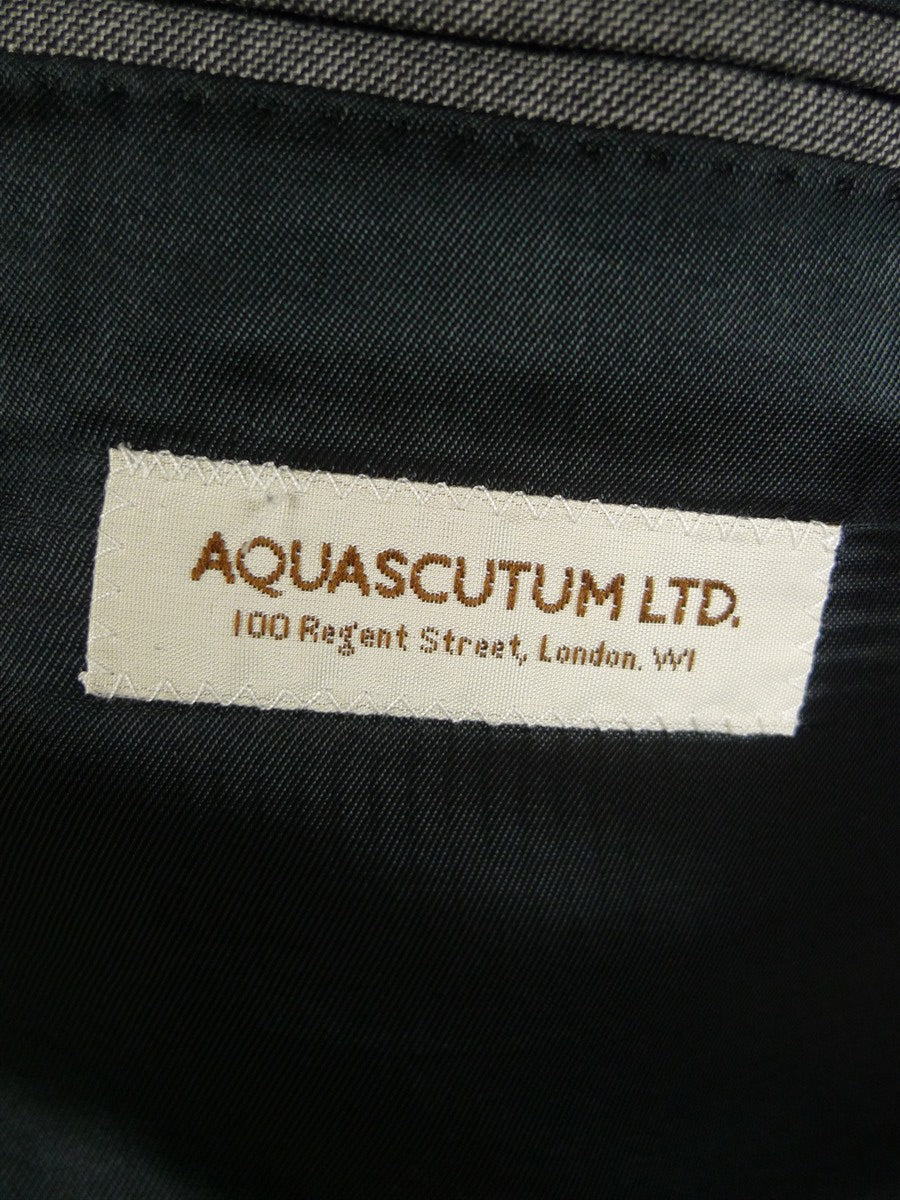 AQUASCUTUM LTD.
100 Regent Street, London. W1